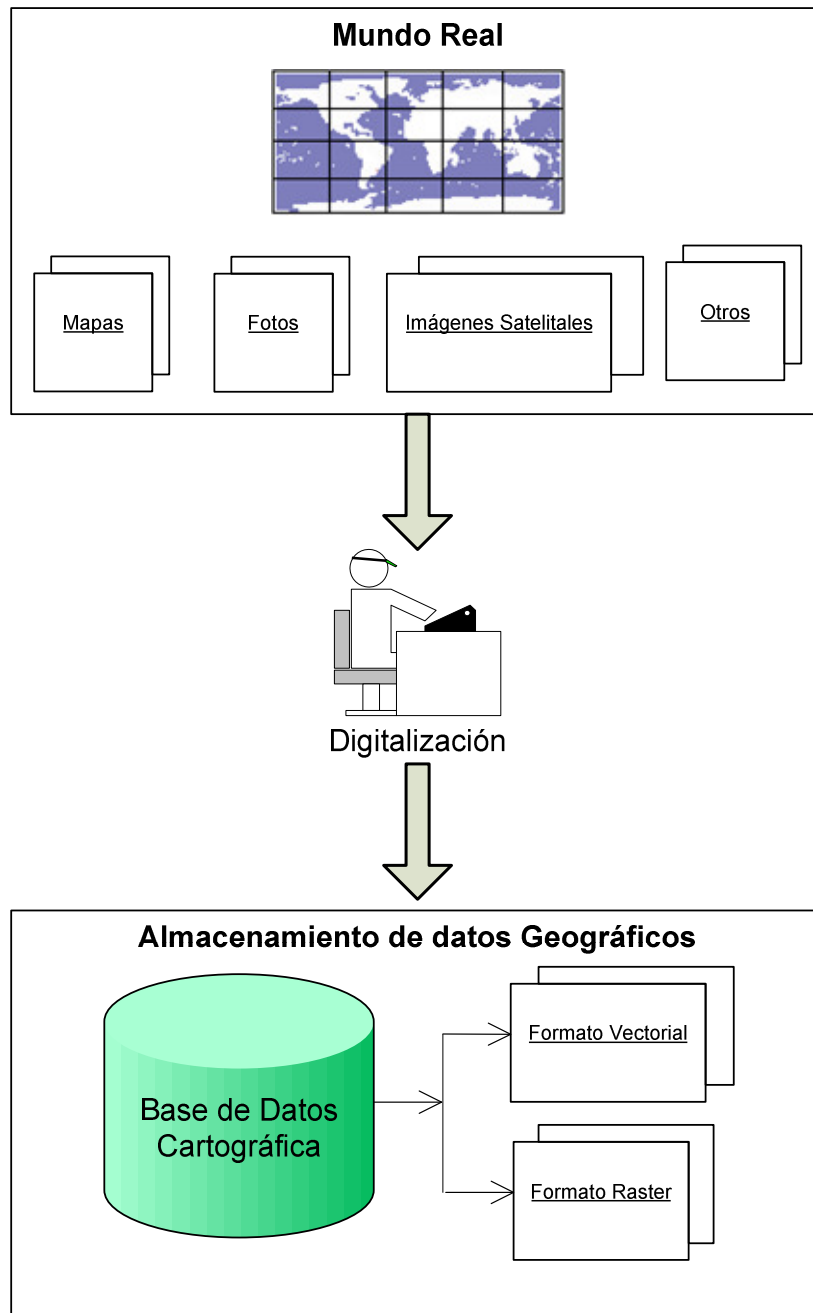 Mundo Real
Mapas
Fotos
Imágenes Satelitales
Otros
Digitalización
Almacenamiento de datos Geográficos
Base de Datos
Cartográfica
Formato Vectorial
Formato Raster